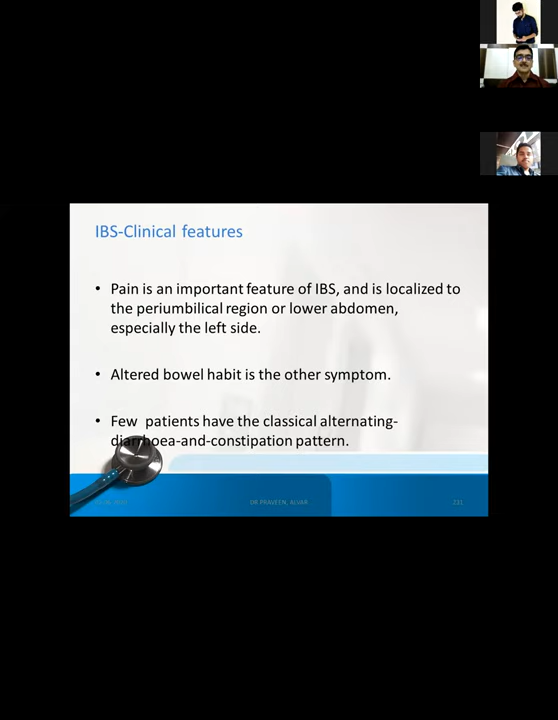 IBS-Clinical features
• Pain is an important feature of IBS, and is localized to
the periumbilical region or lower abdomen,
especially the left side.
• Altered bowel habit is the other symptom.
• Few patients have the classical alternating-
diarrhoea-and-constipation pattern.
DR PRAVEEN, ALVAR
231